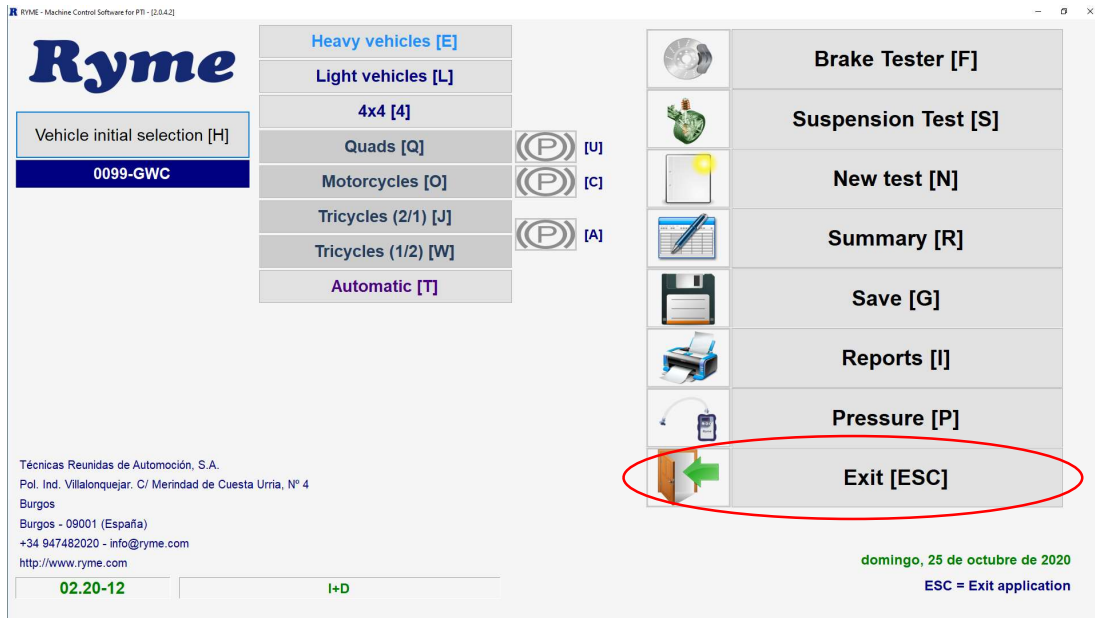 RYME - Machine Control Software for PTI - [2.0.4.2]
Ryme
Vehicle initial selection [H]
0099-GWC
Heavy vehicles [E]
Light vehicles [L]
4x4 [4]
Quads [Q]
(P) [U]
Motorcycles [O]
(P) [C]
Tricycles (2/1) [J]
Tricycles (1/2) [W]
(P) [A]
Automatic [T]
Brake Tester [F]
Suspension Test [S]
New test [N]
Summary [R]
Save [G]
Reports [I]
Pressure [P]
Exit [ESC]
Técnicas Reunidas de Automoción, S.A.
Pol. Ind. Villalonquejar. C/ Merindad de Cuesta Urria, Nº 4
Burgos
Burgos - 09001 (España)
+34 947482020 - info@ryme.com
http://www.ryme.com
02.20-12
I+D
domingo, 25 de octubre de 2020
ESC = Exit application